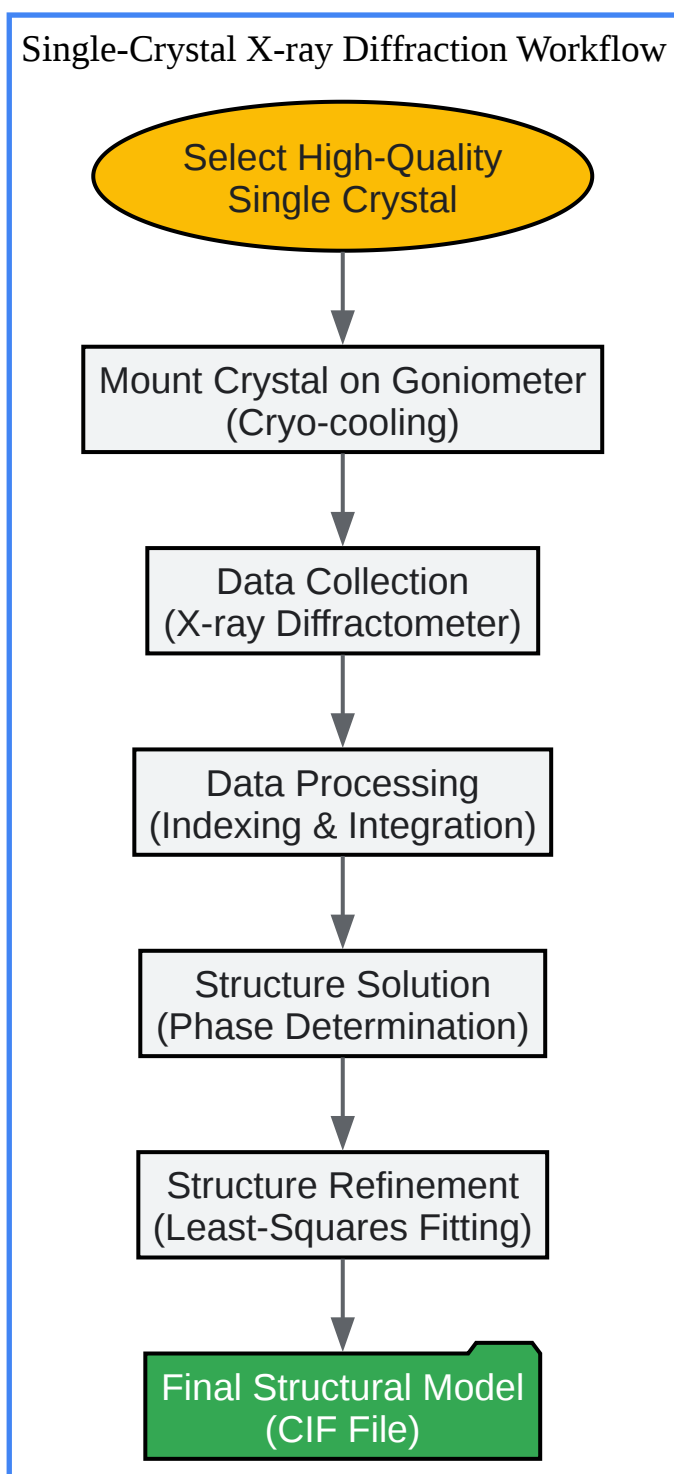 Single-Crystal X-ray Diffraction Workflow
Select High-Quality
Single Crystal
Mount Crystal on Goniometer
(Cryo-cooling)
Data Collection
(X-ray Diffractometer)
Data Processing
(Indexing & Integration)
Structure Solution
(Phase Determination)
Structure Refinement
(Least-Squares Fitting)
Final Structural Model
(CIF File)